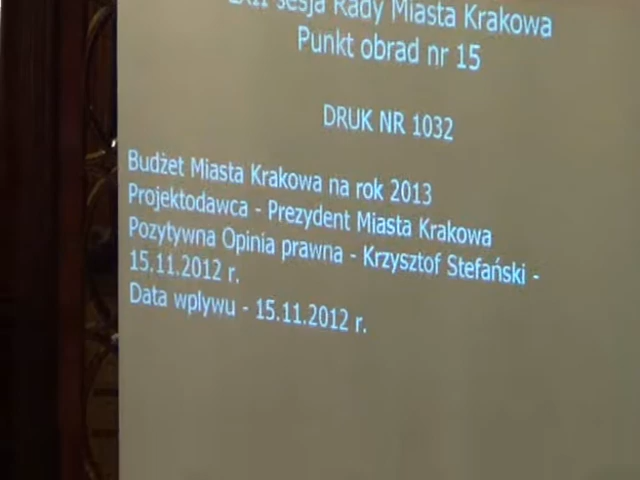 sesja Rady Miasta Krakowa
Punkt obrad nr 15
DRUK NR 1032
Budżet Miasta Krakowa na rok 2013
Projektodawca - Prezydent Miasta Krakowa
Pozytywna Opinia prawna - Krzysztof Stefański -
15.11.2012 r.
Data wplywu - 15.11.2012 r.